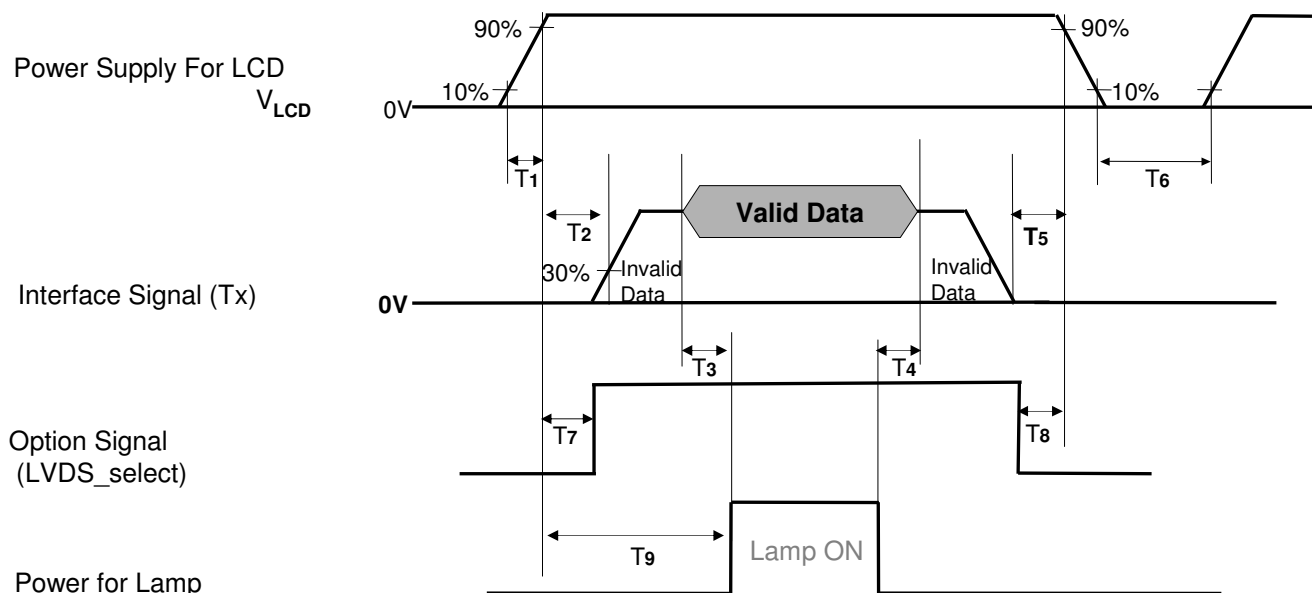 90%
90%
Power Supply For LCD
VLCD
10%
10%
0V
T1
T6
T2
Valid Data
T5
30%
Invalid
Data
Invalid
Data
Interface Signal (Tx)
0V
T3
T4
T7
T8
Option Signal
(LVDS_select)
T9
Lamp ON
Power for Lamp